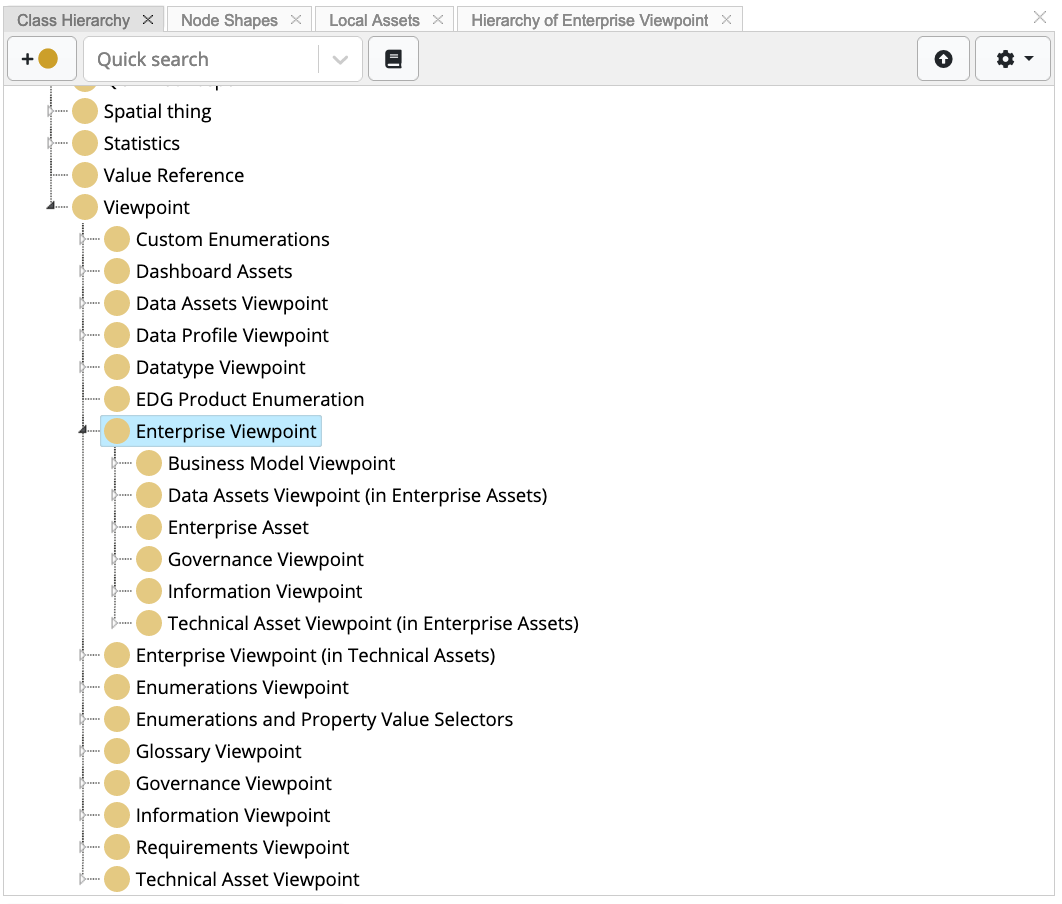 Class Hierarchy
Node Shapes
Local Assets
Hierarchy of Enterprise Viewpoint
Quick search
Spatial thing
Statistics
Value Reference
Viewpoint
Custom Enumerations
Dashboard Assets
Data Assets Viewpoint
Data Profile Viewpoint
Datatype Viewpoint
EDG Product Enumeration
Enterprise Viewpoint
Business Model Viewpoint
Data Assets Viewpoint (in Enterprise Assets)
Enterprise Asset
Governance Viewpoint
Information Viewpoint
Technical Asset Viewpoint (in Enterprise Assets)
Enterprise Viewpoint (in Technical Assets)
Enumerations Viewpoint
Enumerations and Property Value Selectors
Glossary Viewpoint
Governance Viewpoint
Information Viewpoint
Requirements Viewpoint
Technical Asset Viewpoint